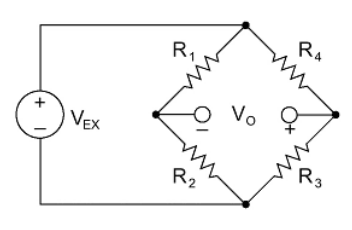 R1 R4
+
− VEX
VO
− +
R2 R3